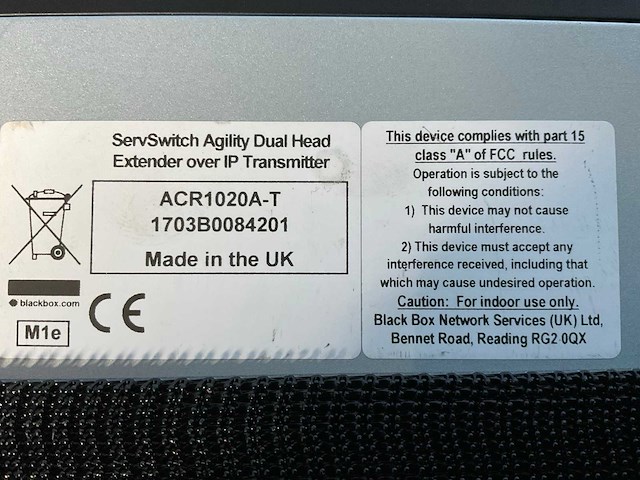 ServSwitch Agility Dual Head
Extender over IP Transmitter
ACR1020A-T
1703B0084201
Made in the UK
blackbox.com
M1e
CE
This device complies with part 15
class "A" of FCC rules.
Operation is subject to the
following conditions:
1) This device may not cause
harmful interference.
2) This device must accept any
interference received, including that
which may cause undesired operation.
Caution: For indoor use only.
Black Box Network Services (UK) Ltd,
Bennet Road, Reading RG2 0QX